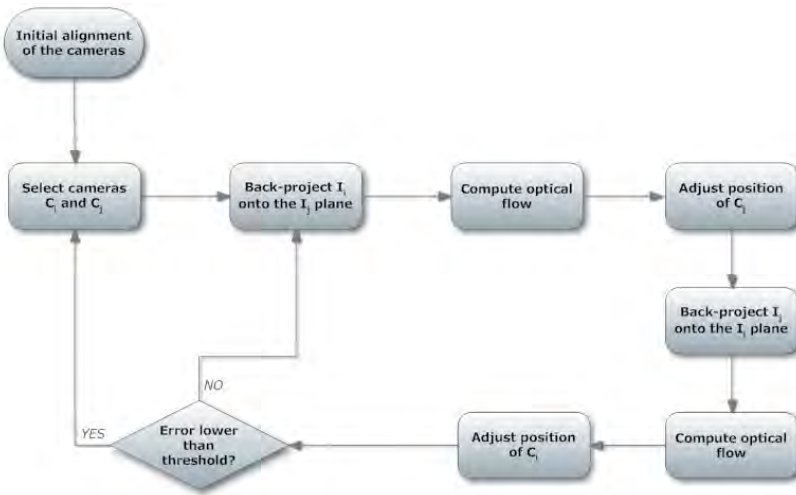 Initial alignment
of the cameras
Select cameras
Cᵢ and Cⱼ
Back-project Iᵢ
onto the Iⱼ plane
Compute optical
flow
Adjust position
of Cⱼ
Back-project Iⱼ
onto the Iᵢ plane
Compute optical
flow
Adjust position
of Cᵢ
Error lower
than
threshold?
NO
YES